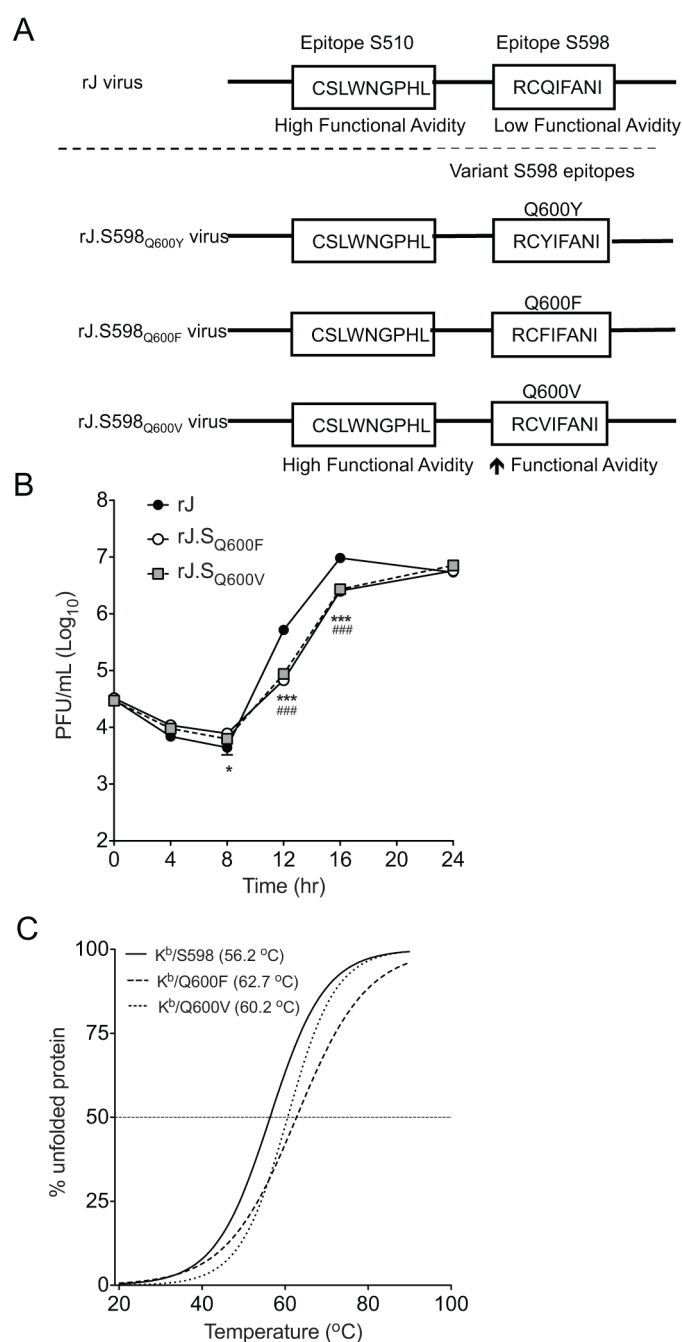 A
Epitope S510 Epitope S598
rJ virus CSLWNGPHL RCQIFANI
High Functional Avidity Low Functional Avidity
Variant S598 epitopes
Q600Y
rJ.S598Q600Y virus CSLWNGPHL RCYIFANI
Q600F
rJ.S598Q600F virus CSLWNGPHL RCFIFANI
Q600V
rJ.S598Q600V virus CSLWNGPHL RCVIFANI
High Functional Avidity ↑ Functional Avidity
B
8
rJ
rJ.SQ600F
7
rJ.SQ600V
6
***
###
5
***
###
4
*
3
2
PFU/mL (Log10)
0 4 8 12 16 20 24
Time (hr)
C
100
Kb/S598 (56.2 oC)
Kb/Q600F (62.7 oC)
Kb/Q600V (60.2 oC)
75
50
25
0
% unfolded protein
20 40 60 80 100
Temperature (oC)